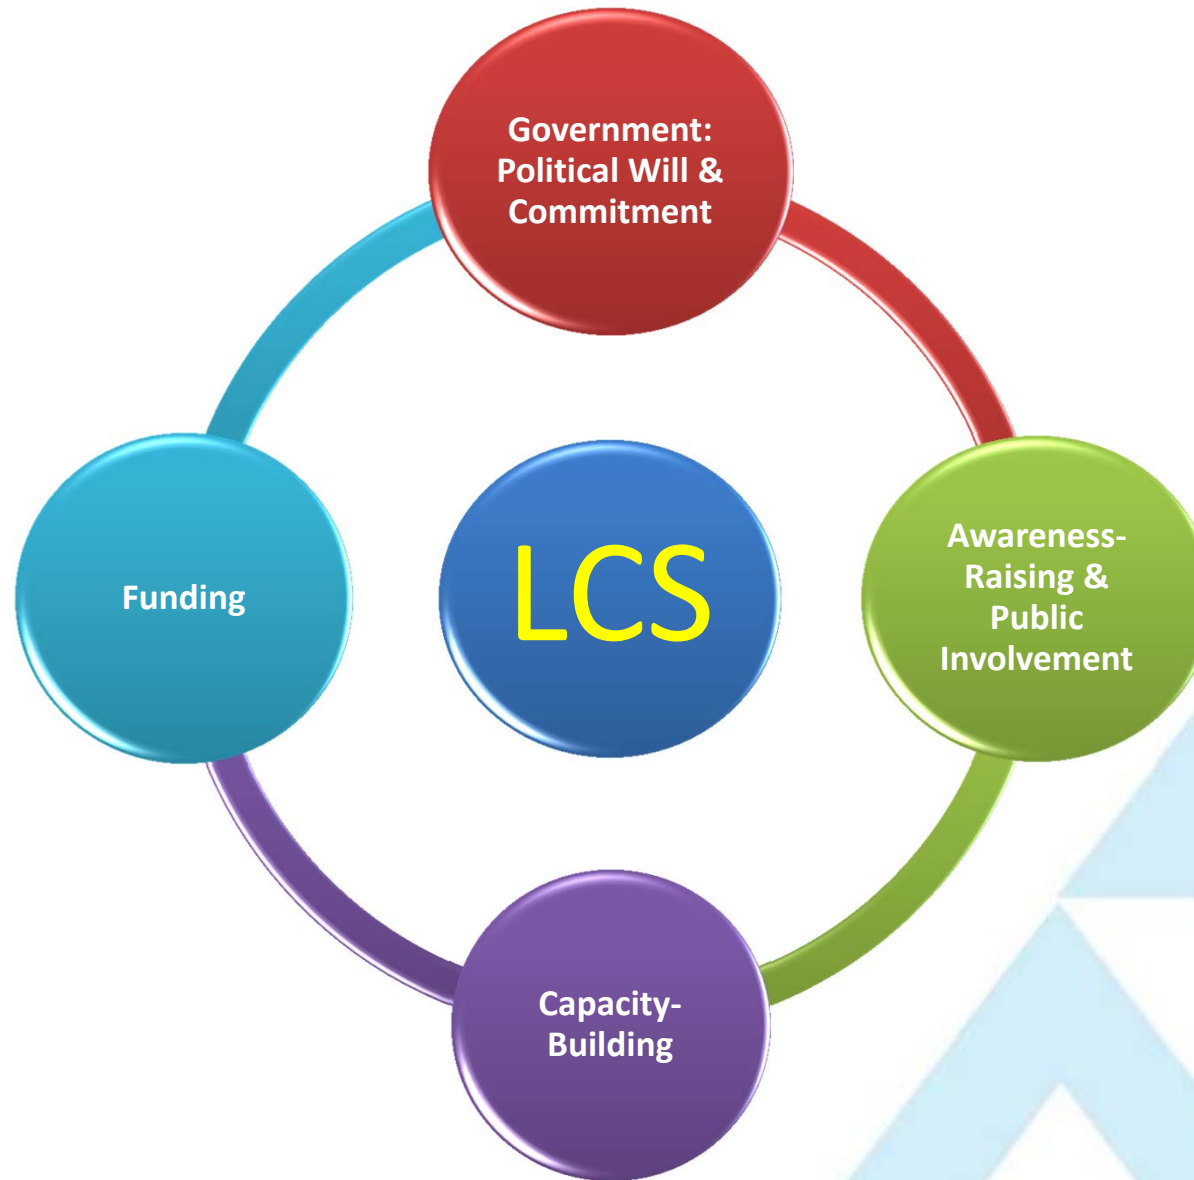 Government:
Political Will &
Commitment
Awareness-
Raising &
Public
Involvement
Capacity-
Building
Funding
LCS